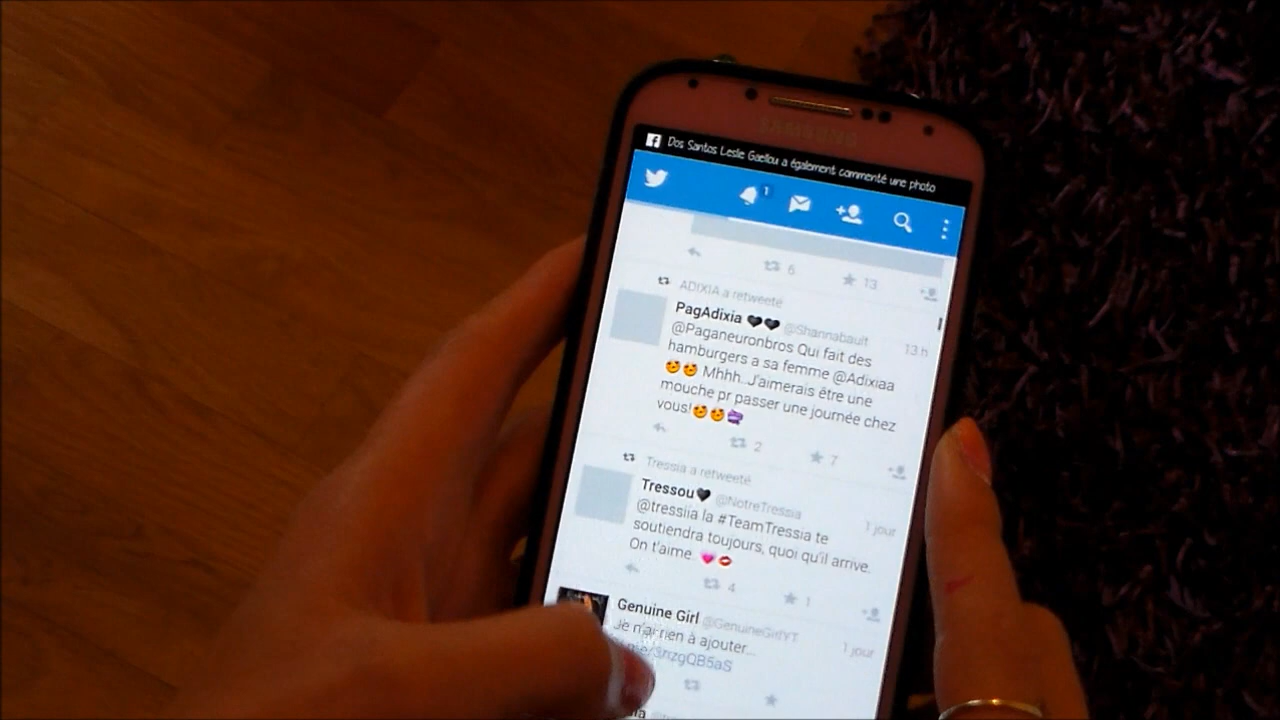 SAMSUNG
Dos Santos Leslie Gaellou a également commenté une photo
1
6 13
ADIXIA a retweeté
PagAdixia 🖤🖤 @Shannabault 13 h
@Paganeuronbros Qui fait des
hamburgers a sa femme @Adixiaa
Mhhh..J'aimerais être une
mouche pr passer une journée chez
vous!
2 7
Tressia a retweeté
Tressou🖤 @NotreTressia 1 jour
@tressiia la #TeamTressia te
soutiendra toujours, quoi qu'il arrive.
On t'aime.
4 1
Genuine Girl @GenuineGirlYT 1 jour
Je n'ai rien à ajouter...